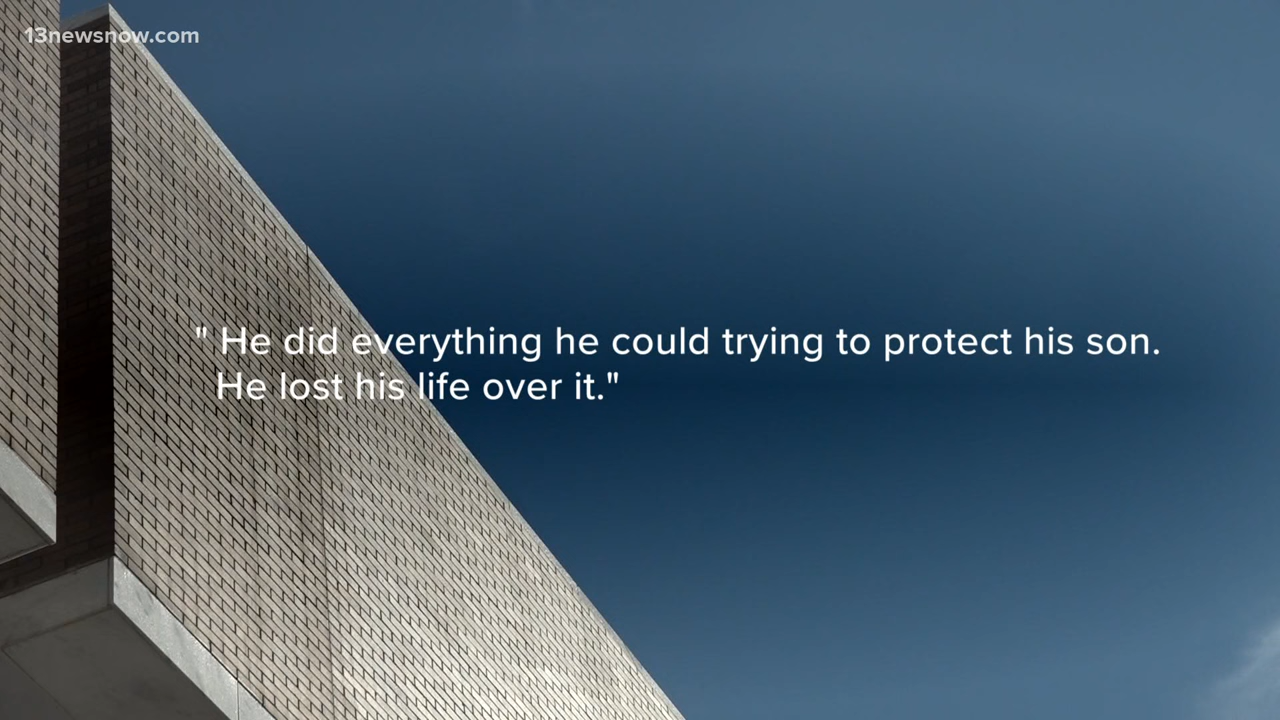 13newsnow.com
" He did everything he could trying to protect his son.
He lost his life over it."